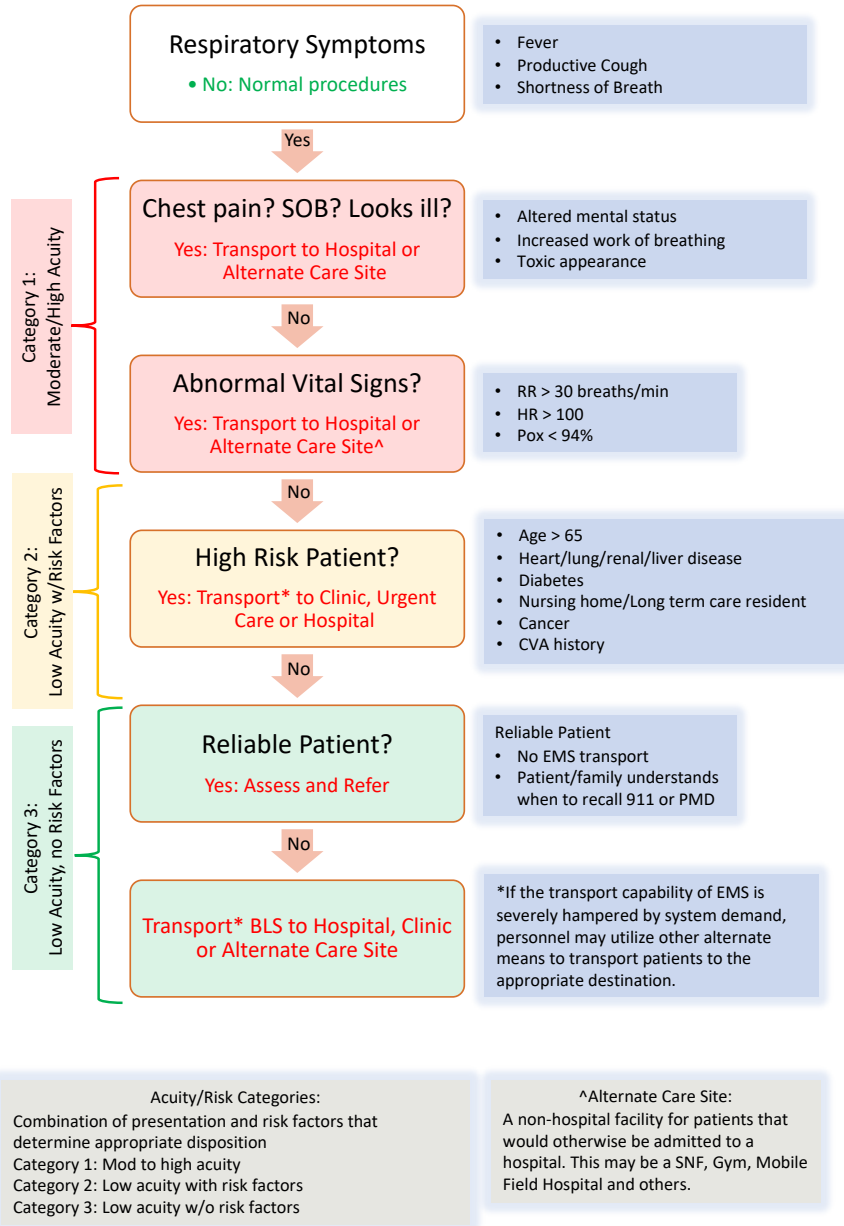 Respiratory Symptoms
• No: Normal procedures
• Fever
• Productive Cough
• Shortness of Breath
Yes
Category 1:
Moderate/High Acuity
Chest pain? SOB? Looks ill?
Yes: Transport to Hospital or
Alternate Care Site
• Altered mental status
• Increased work of breathing
• Toxic appearance
No
Abnormal Vital Signs?
Yes: Transport to Hospital or
Alternate Care Site^
• RR > 30 breaths/min
• HR > 100
• Pox < 94%
No
Category 2:
Low Acuity w/Risk Factors
High Risk Patient?
Yes: Transport* to Clinic, Urgent
Care or Hospital
• Age > 65
• Heart/lung/renal/liver disease
• Diabetes
• Nursing home/Long term care resident
• Cancer
• CVA history
No
Category 3:
Low Acuity, no Risk Factors
Reliable Patient?
Yes: Assess and Refer
Reliable Patient
• No EMS transport
• Patient/family understands
when to recall 911 or PMD
No
Transport* BLS to Hospital, Clinic
or Alternate Care Site
*If the transport capability of EMS is
severely hampered by system demand,
personnel may utilize other alternate
means to transport patients to the
appropriate destination.
Acuity/Risk Categories:
Combination of presentation and risk factors that
determine appropriate disposition
Category 1: Mod to high acuity
Category 2: Low acuity with risk factors
Category 3: Low acuity w/o risk factors
^Alternate Care Site:
A non-hospital facility for patients that
would otherwise be admitted to a
hospital. This may be a SNF, Gym, Mobile
Field Hospital and others.